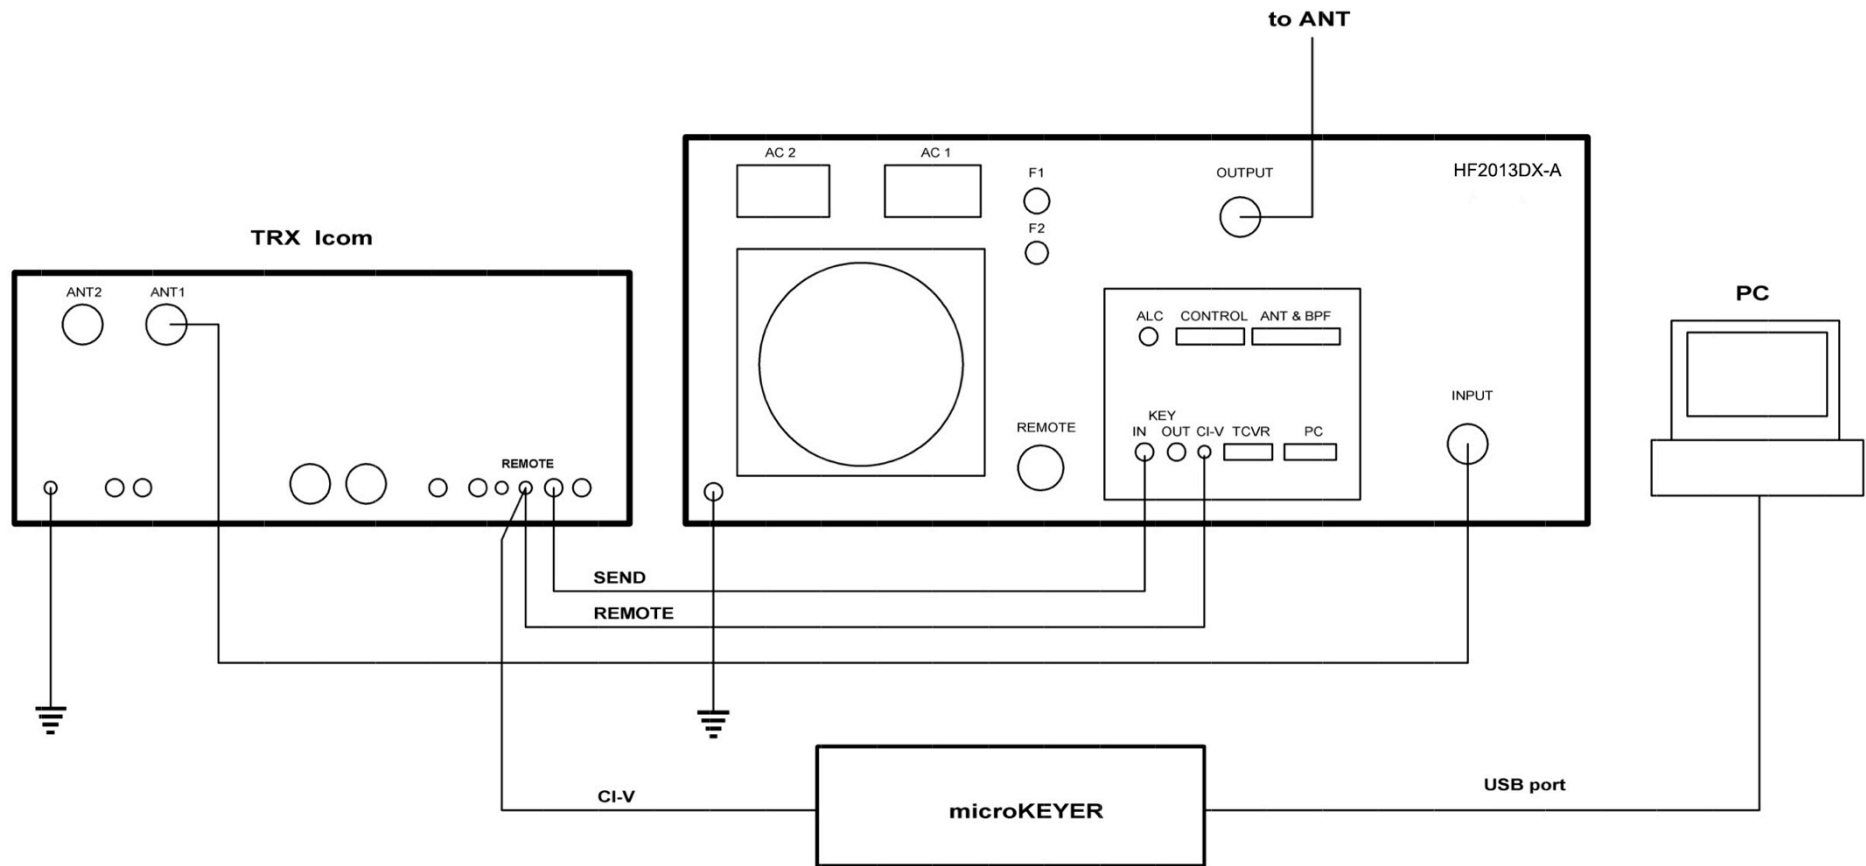 to ANT
AC 2
AC 1
F1
OUTPUT
HF2013DX-A
F2
TRX Icom
ANT2
ANT1
PC
ALC
CONTROL
ANT & BPF
INPUT
KEY
REMOTE
IN
OUT
CI-V
TCVR
PC
REMOTE
SEND
REMOTE
CI-V
microKEYER
USB port